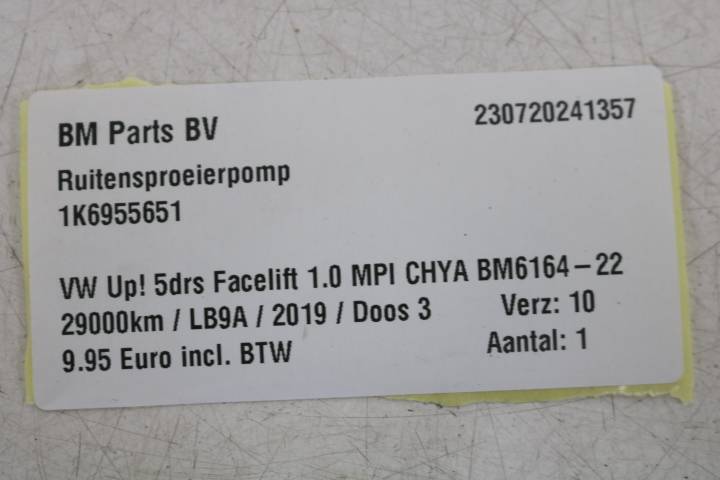 BM Parts BV 230720241357
Ruitensproeierpomp
1K6955651
VW Up! 5drs Facelift 1.0 MPI CHYA BM6164-22
29000km / LB9A / 2019 / Doos 3 Verz: 10
9.95 Euro incl. BTW Aantal: 1